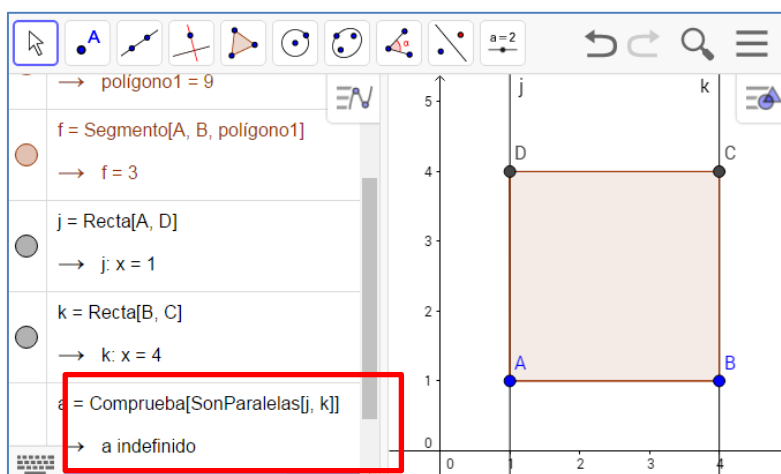 A
a = 2
→ polígono1 = 9
f = Segmento[A, B, polígono1]
→ f = 3
j = Recta[A, D]
→ j: x = 1
k = Recta[B, C]
→ k: x = 4
a = Comprueba[SonParalelas[j, k]]
→ a indefinido
j
k
5
D
C
4
3
2
A
B
1
0
0
1
2
3
4